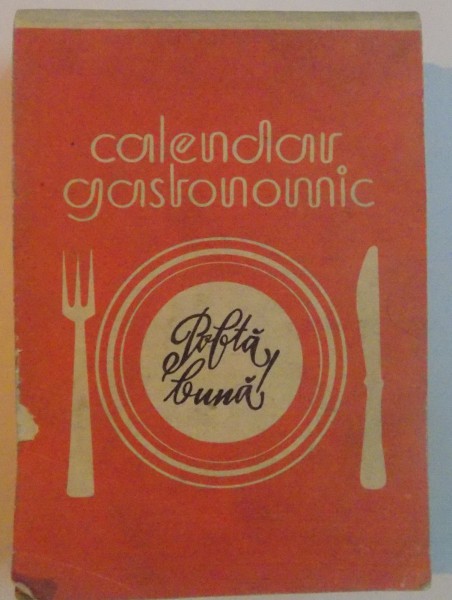 calendar
gastronomic
Poftă
bună!